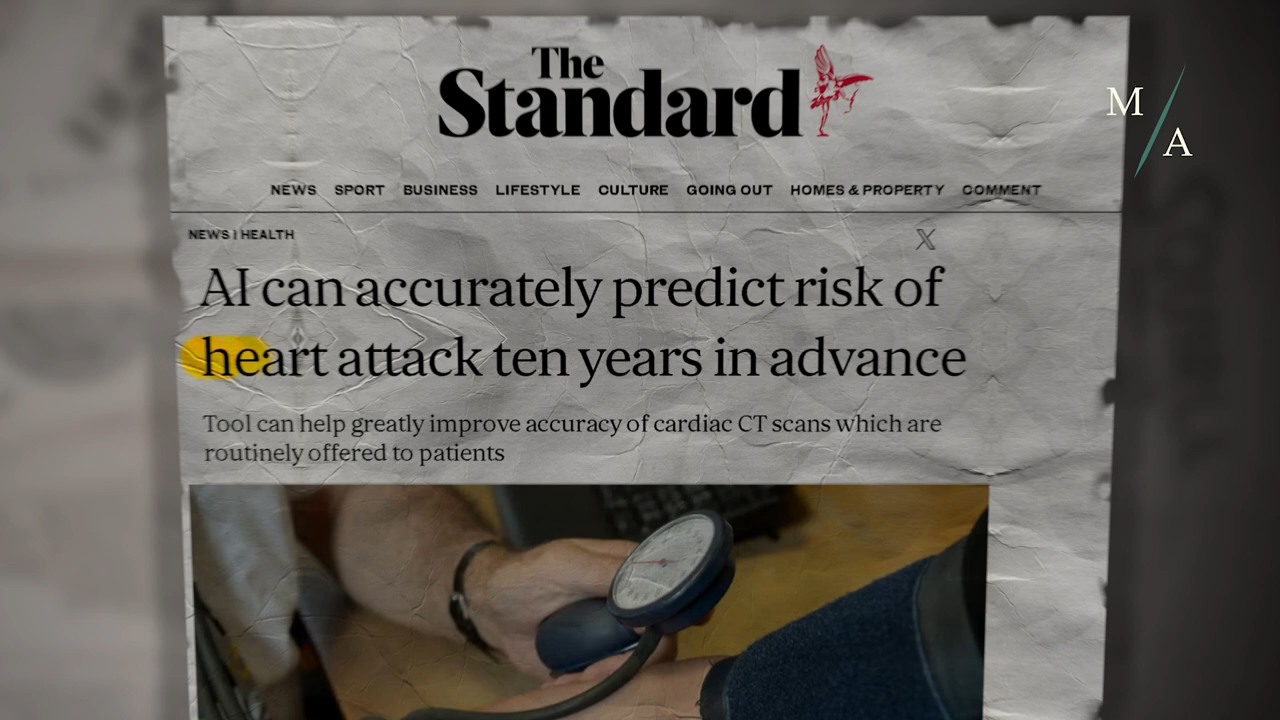 The
Standard
M
A
NEWS SPORT BUSINESS LIFESTYLE CULTURE GOING OUT HOMES & PROPERTY COMMENT
NEWS | HEALTH
X
AI can accurately predict risk of
heart attack ten years in advance
Tool can help greatly improve accuracy of cardiac CT scans which are
routinely offered to patients